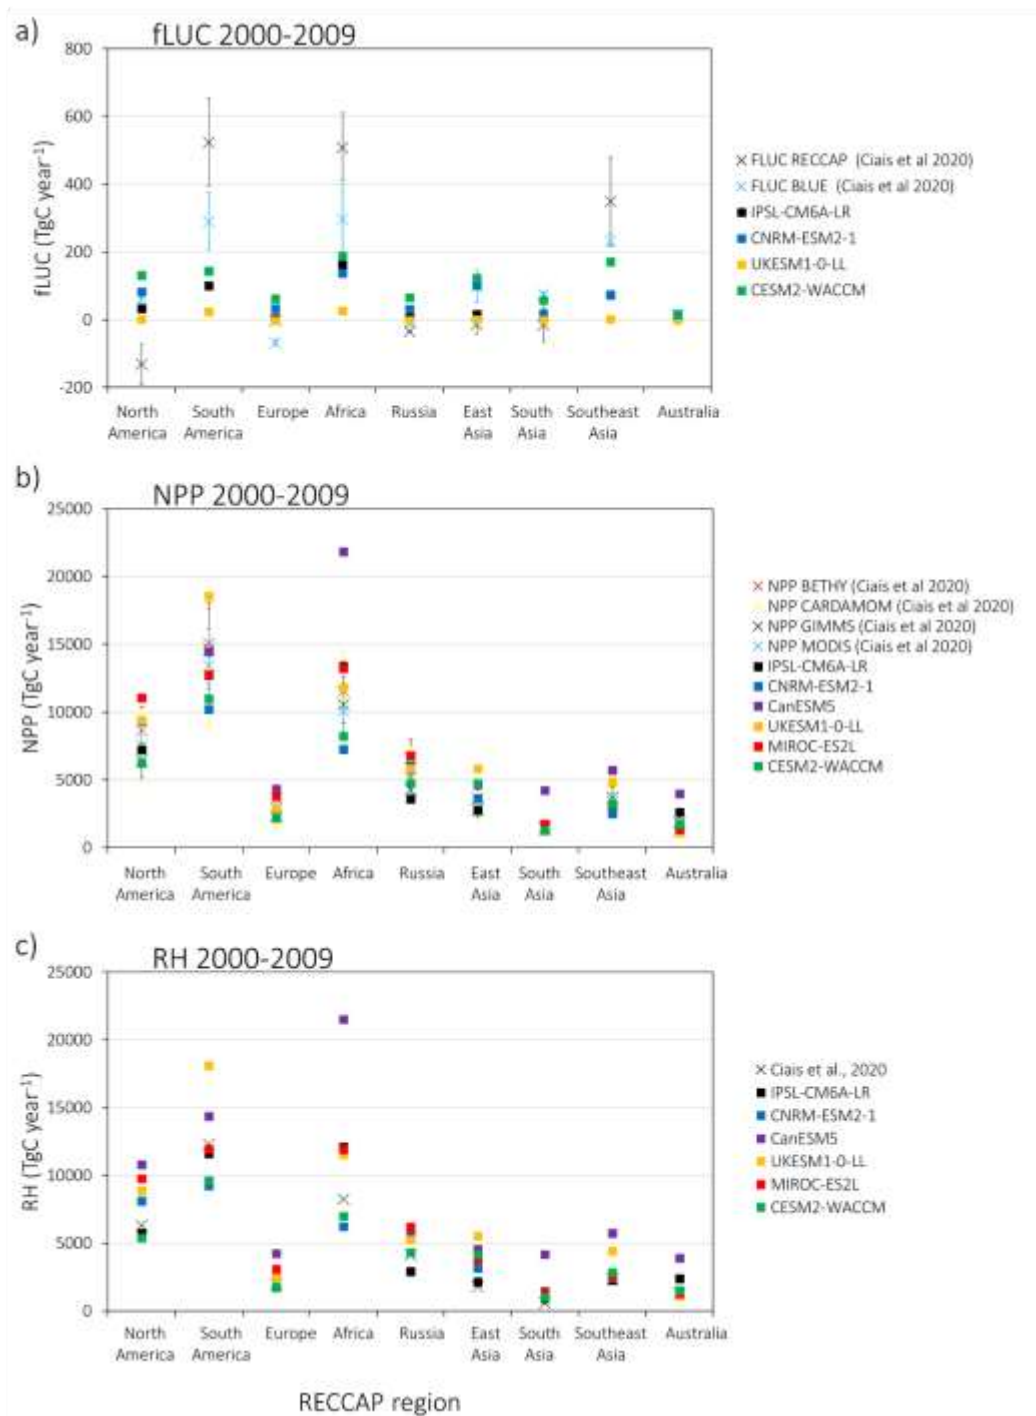 a)
fLUC 2000-2009
800
600
400
200
0
-200
fLUC (TgC year⁻¹)
North America
South America
Europe
Africa
Russia
East Asia
South Asia
Southeast Asia
Australia
FLUC RECCAP (Ciais et al 2020)
FLUC BLUE (Ciais et al 2020)
IPSL-CM6A-LR
CNRM-ESM2-1
UKESM1-0-LL
CESM2-WACCM
b)
NPP 2000-2009
25000
20000
15000
10000
5000
0
NPP (TgC year⁻¹)
North America
South America
Europe
Africa
Russia
East Asia
South Asia
Southeast Asia
Australia
NPP BETHY (Ciais et al 2020)
NPP CARDAMOM (Ciais et al 2020)
NPP GIMMS (Ciais et al 2020)
NPP MODIS (Ciais et al 2020)
IPSL-CM6A-LR
CNRM-ESM2-1
CanESM5
UKESM1-0-LL
MIROC-ES2L
CESM2-WACCM
c)
RH 2000-2009
25000
20000
15000
10000
5000
0
RH (TgC year⁻¹)
North America
South America
Europe
Africa
Russia
East Asia
South Asia
Southeast Asia
Australia
Ciais et al., 2020
IPSL-CM6A-LR
CNRM-ESM2-1
CanESM5
UKESM1-0-LL
MIROC-ES2L
CESM2-WACCM
RECCAP region